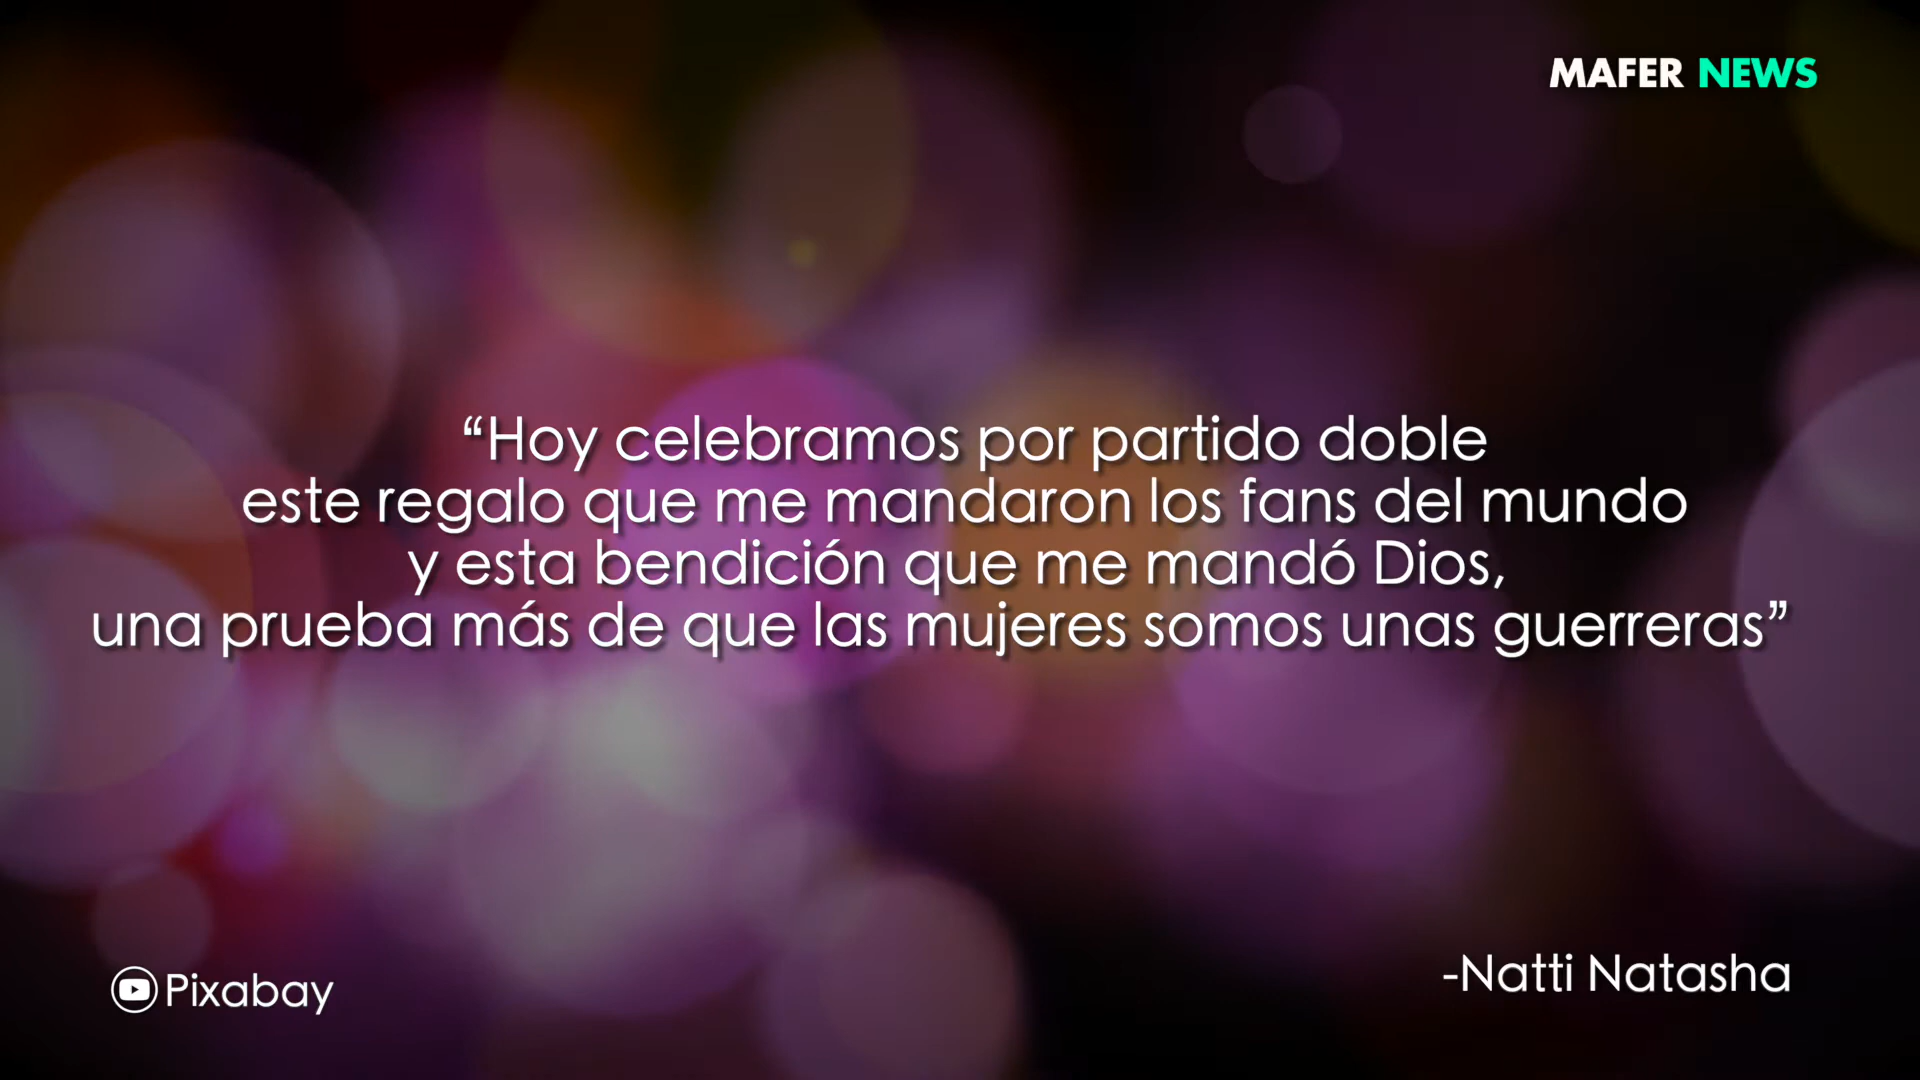 MAFER NEWS
“Hoy celebramos por partido doble
este regalo que me mandaron los fans del mundo
y esta bendición que me mandó Dios,
una prueba más de que las mujeres somos unas guerreras”
-Natti Natasha
Pixabay